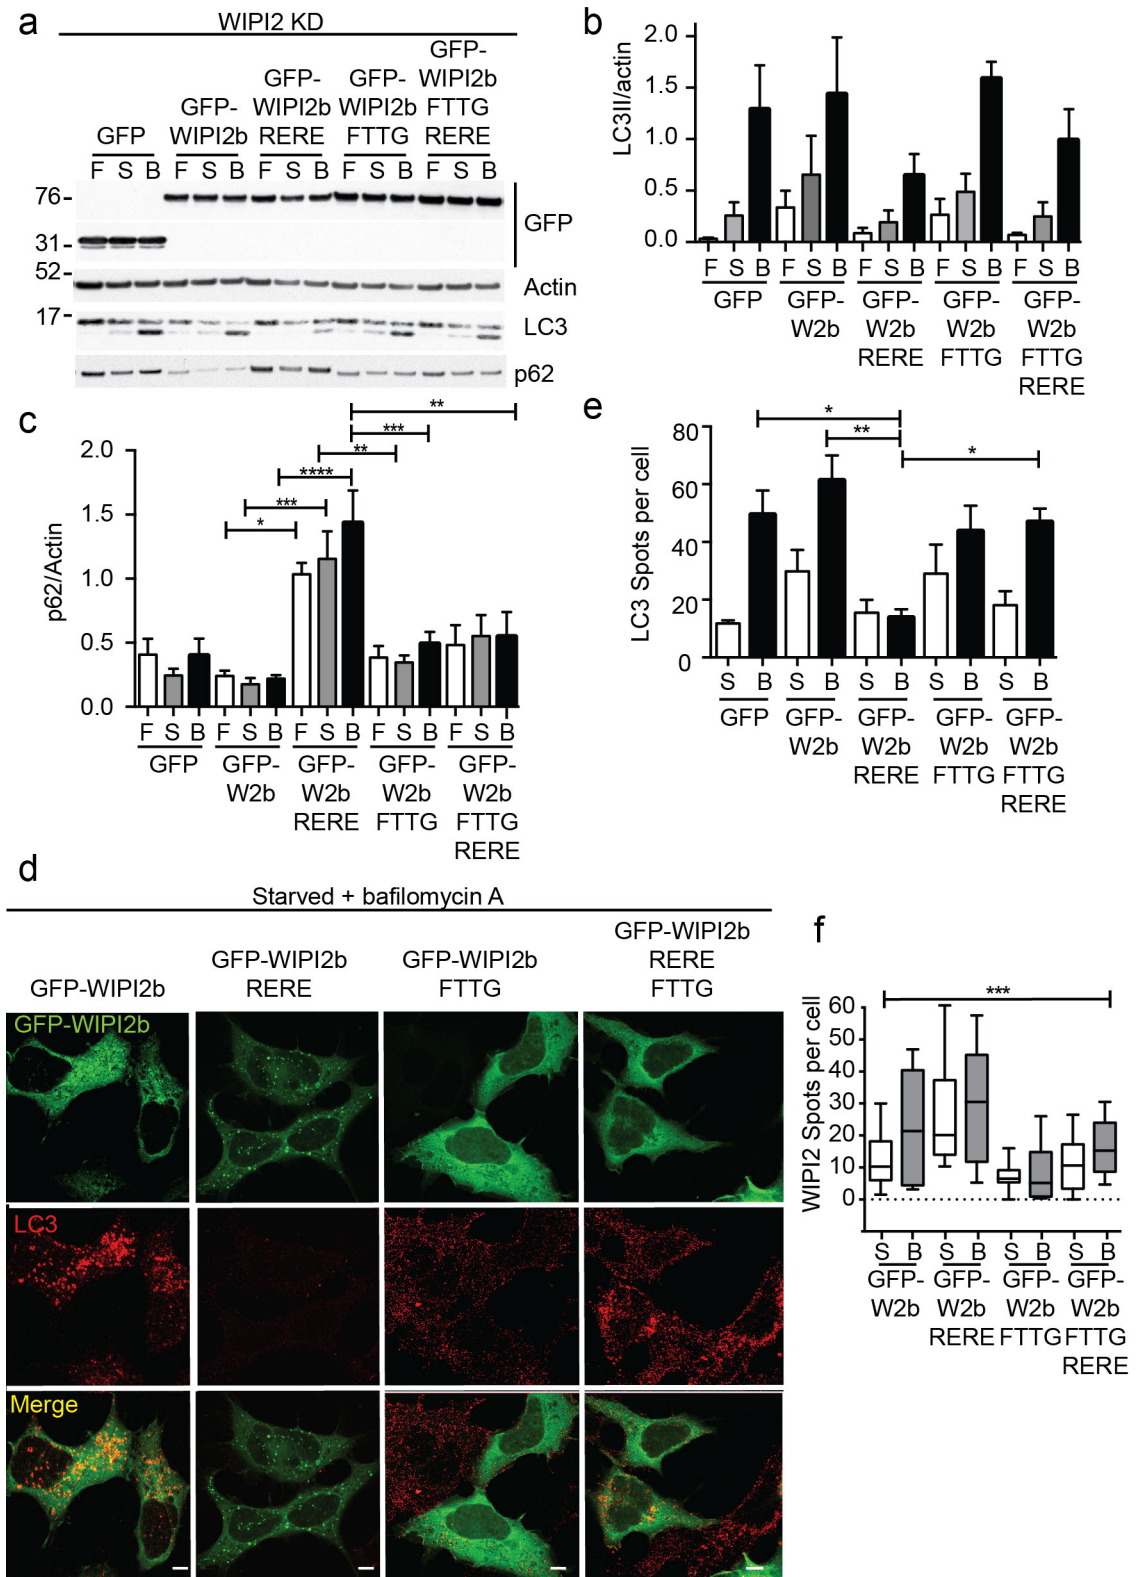 a
WIPI2 KD
GFP
GFP-
WIPI2b
GFP-
WIPI2b
RERE
GFP-
WIPI2b
FTTG
GFP-
WIPI2b
FTTG
RERE
F S B F S B F S B F S B F S B
76
31
52
17
GFP
Actin
LC3
p62
b
LC3II/actin
2.0
1.5
1.0
0.5
0.0
F S B F S B F S B F S B F S B
GFP
GFP-
W2b
GFP-
W2b
RERE
GFP-
W2b
FTTG
GFP-
W2b
FTTG
RERE
c
p62/Actin
2.0
1.5
1.0
0.5
0.0
**
***
**
****
***
*
F S B F S B F S B F S B F S B
GFP
GFP-
W2b
GFP-
W2b
RERE
GFP-
W2b
FTTG
GFP-
W2b
FTTG
RERE
e
LC3 Spots per cell
80
60
40
20
0
*
**
*
S B S B S B S B S B
GFP
GFP-
W2b
GFP-
W2b
RERE
GFP-
W2b
FTTG
GFP-
W2b
FTTG
RERE
d
Starved + bafilomycin A
GFP-WIPI2b
GFP-WIPI2b
RERE
GFP-WIPI2b
FTTG
GFP-WIPI2b
RERE
FTTG
GFP-WIPI2b
LC3
Merge
f
WIPI2 Spots per cell
60
50
40
30
20
10
0
***
S B S B S B S B
GFP-
W2b
GFP-
W2b
RERE
GFP-
W2b
FTTG
GFP-
W2b
FTTG
RERE